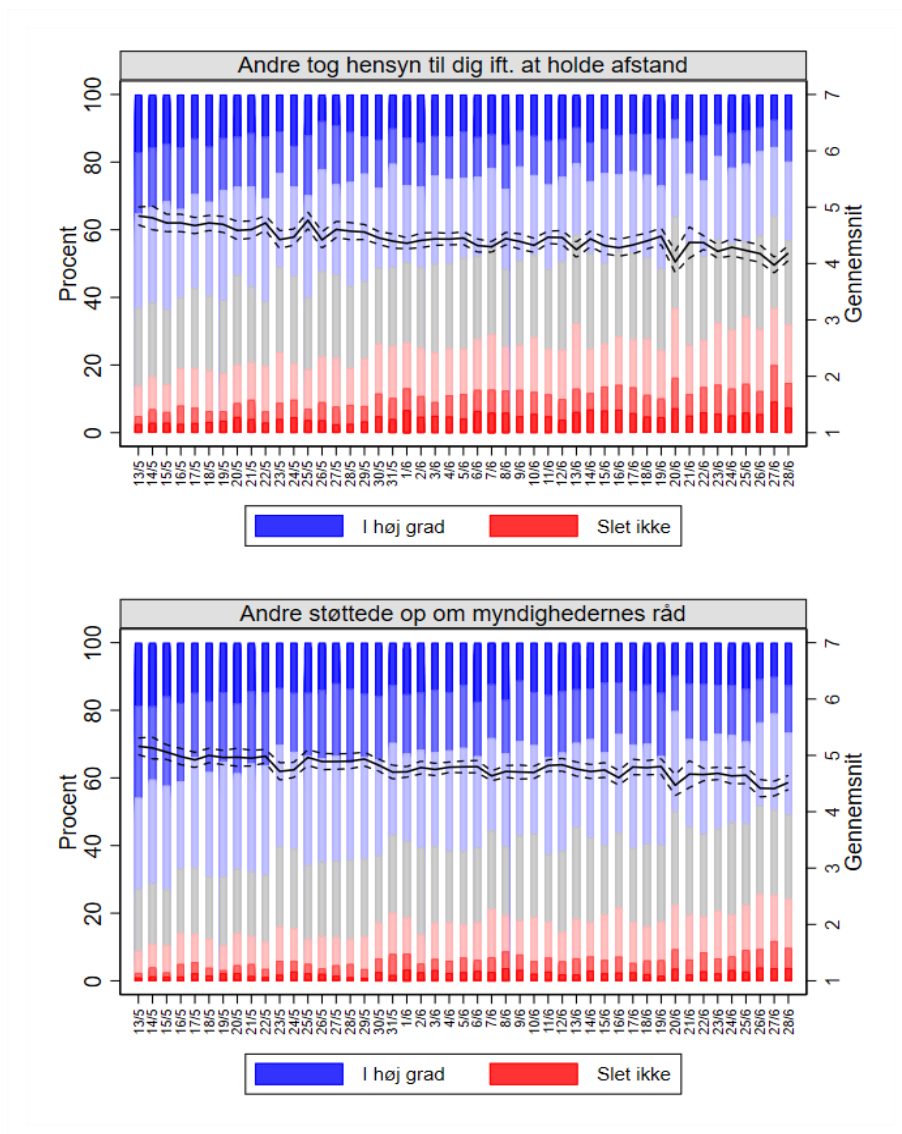 Andre tog hensyn til dig ift. at holde afstand
Procent
100
80
60
40
20
0
7
6
5
4
3
2
1
Gennemsnit
13/5 14/5 15/5 16/5 17/5 18/5 19/5 20/5 21/5 22/5 23/5 24/5 25/5 26/5 27/5 28/5 29/5 30/5 31/5 1/6 2/6 3/6 4/6 5/6 6/6 7/6 8/6 9/6 10/6 11/6 12/6 13/6 14/6 15/6 16/6 17/6 18/6 19/6 20/6 21/6 22/6 23/6 24/6 25/6 26/6 27/6 28/6
I høj grad Slet ikke
Andre støttede op om myndighedernes råd
Procent
100
80
60
40
20
0
7
6
5
4
3
2
1
Gennemsnit
13/5 14/5 15/5 16/5 17/5 18/5 19/5 20/5 21/5 22/5 23/5 24/5 25/5 26/5 27/5 28/5 29/5 30/5 31/5 1/6 2/6 3/6 4/6 5/6 6/6 7/6 8/6 9/6 10/6 11/6 12/6 13/6 14/6 15/6 16/6 17/6 18/6 19/6 20/6 21/6 22/6 23/6 24/6 25/6 26/6 27/6 28/6
I høj grad Slet ikke